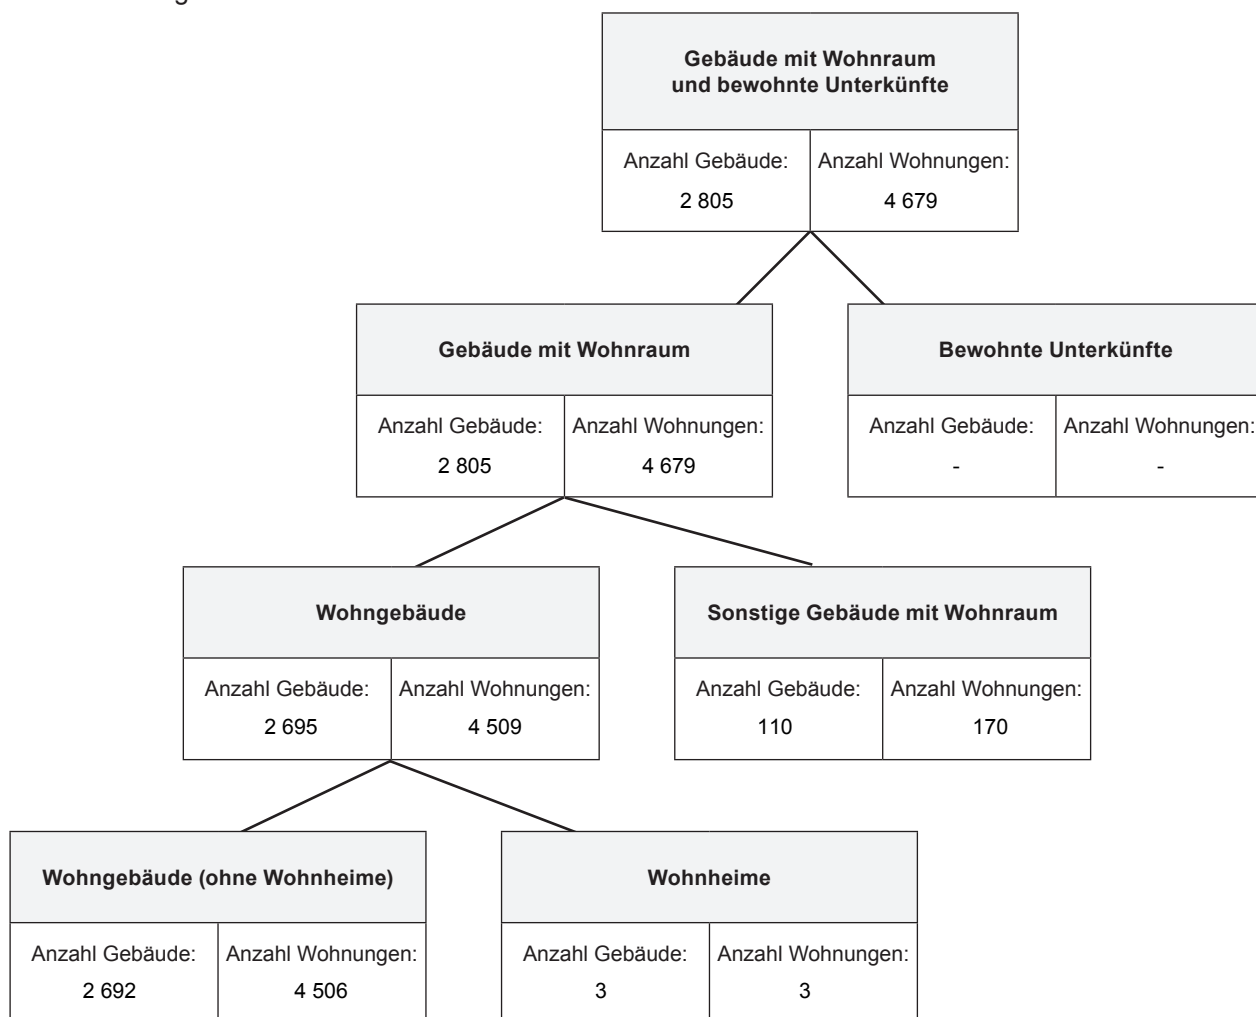 Gebäude mit Wohnraum
und bewohnte Unterkünfte
Anzahl Gebäude: Anzahl Wohnungen:
2 805 4 679
Gebäude mit Wohnraum
Anzahl Gebäude: Anzahl Wohnungen:
2 805 4 679
Bewohnte Unterkünfte
Anzahl Gebäude: Anzahl Wohnungen:
- -
Wohngebäude
Anzahl Gebäude: Anzahl Wohnungen:
2 695 4 509
Sonstige Gebäude mit Wohnraum
Anzahl Gebäude: Anzahl Wohnungen:
110 170
Wohngebäude (ohne Wohnheime)
Anzahl Gebäude: Anzahl Wohnungen:
2 692 4 506
Wohnheime
Anzahl Gebäude: Anzahl Wohnungen:
3 3